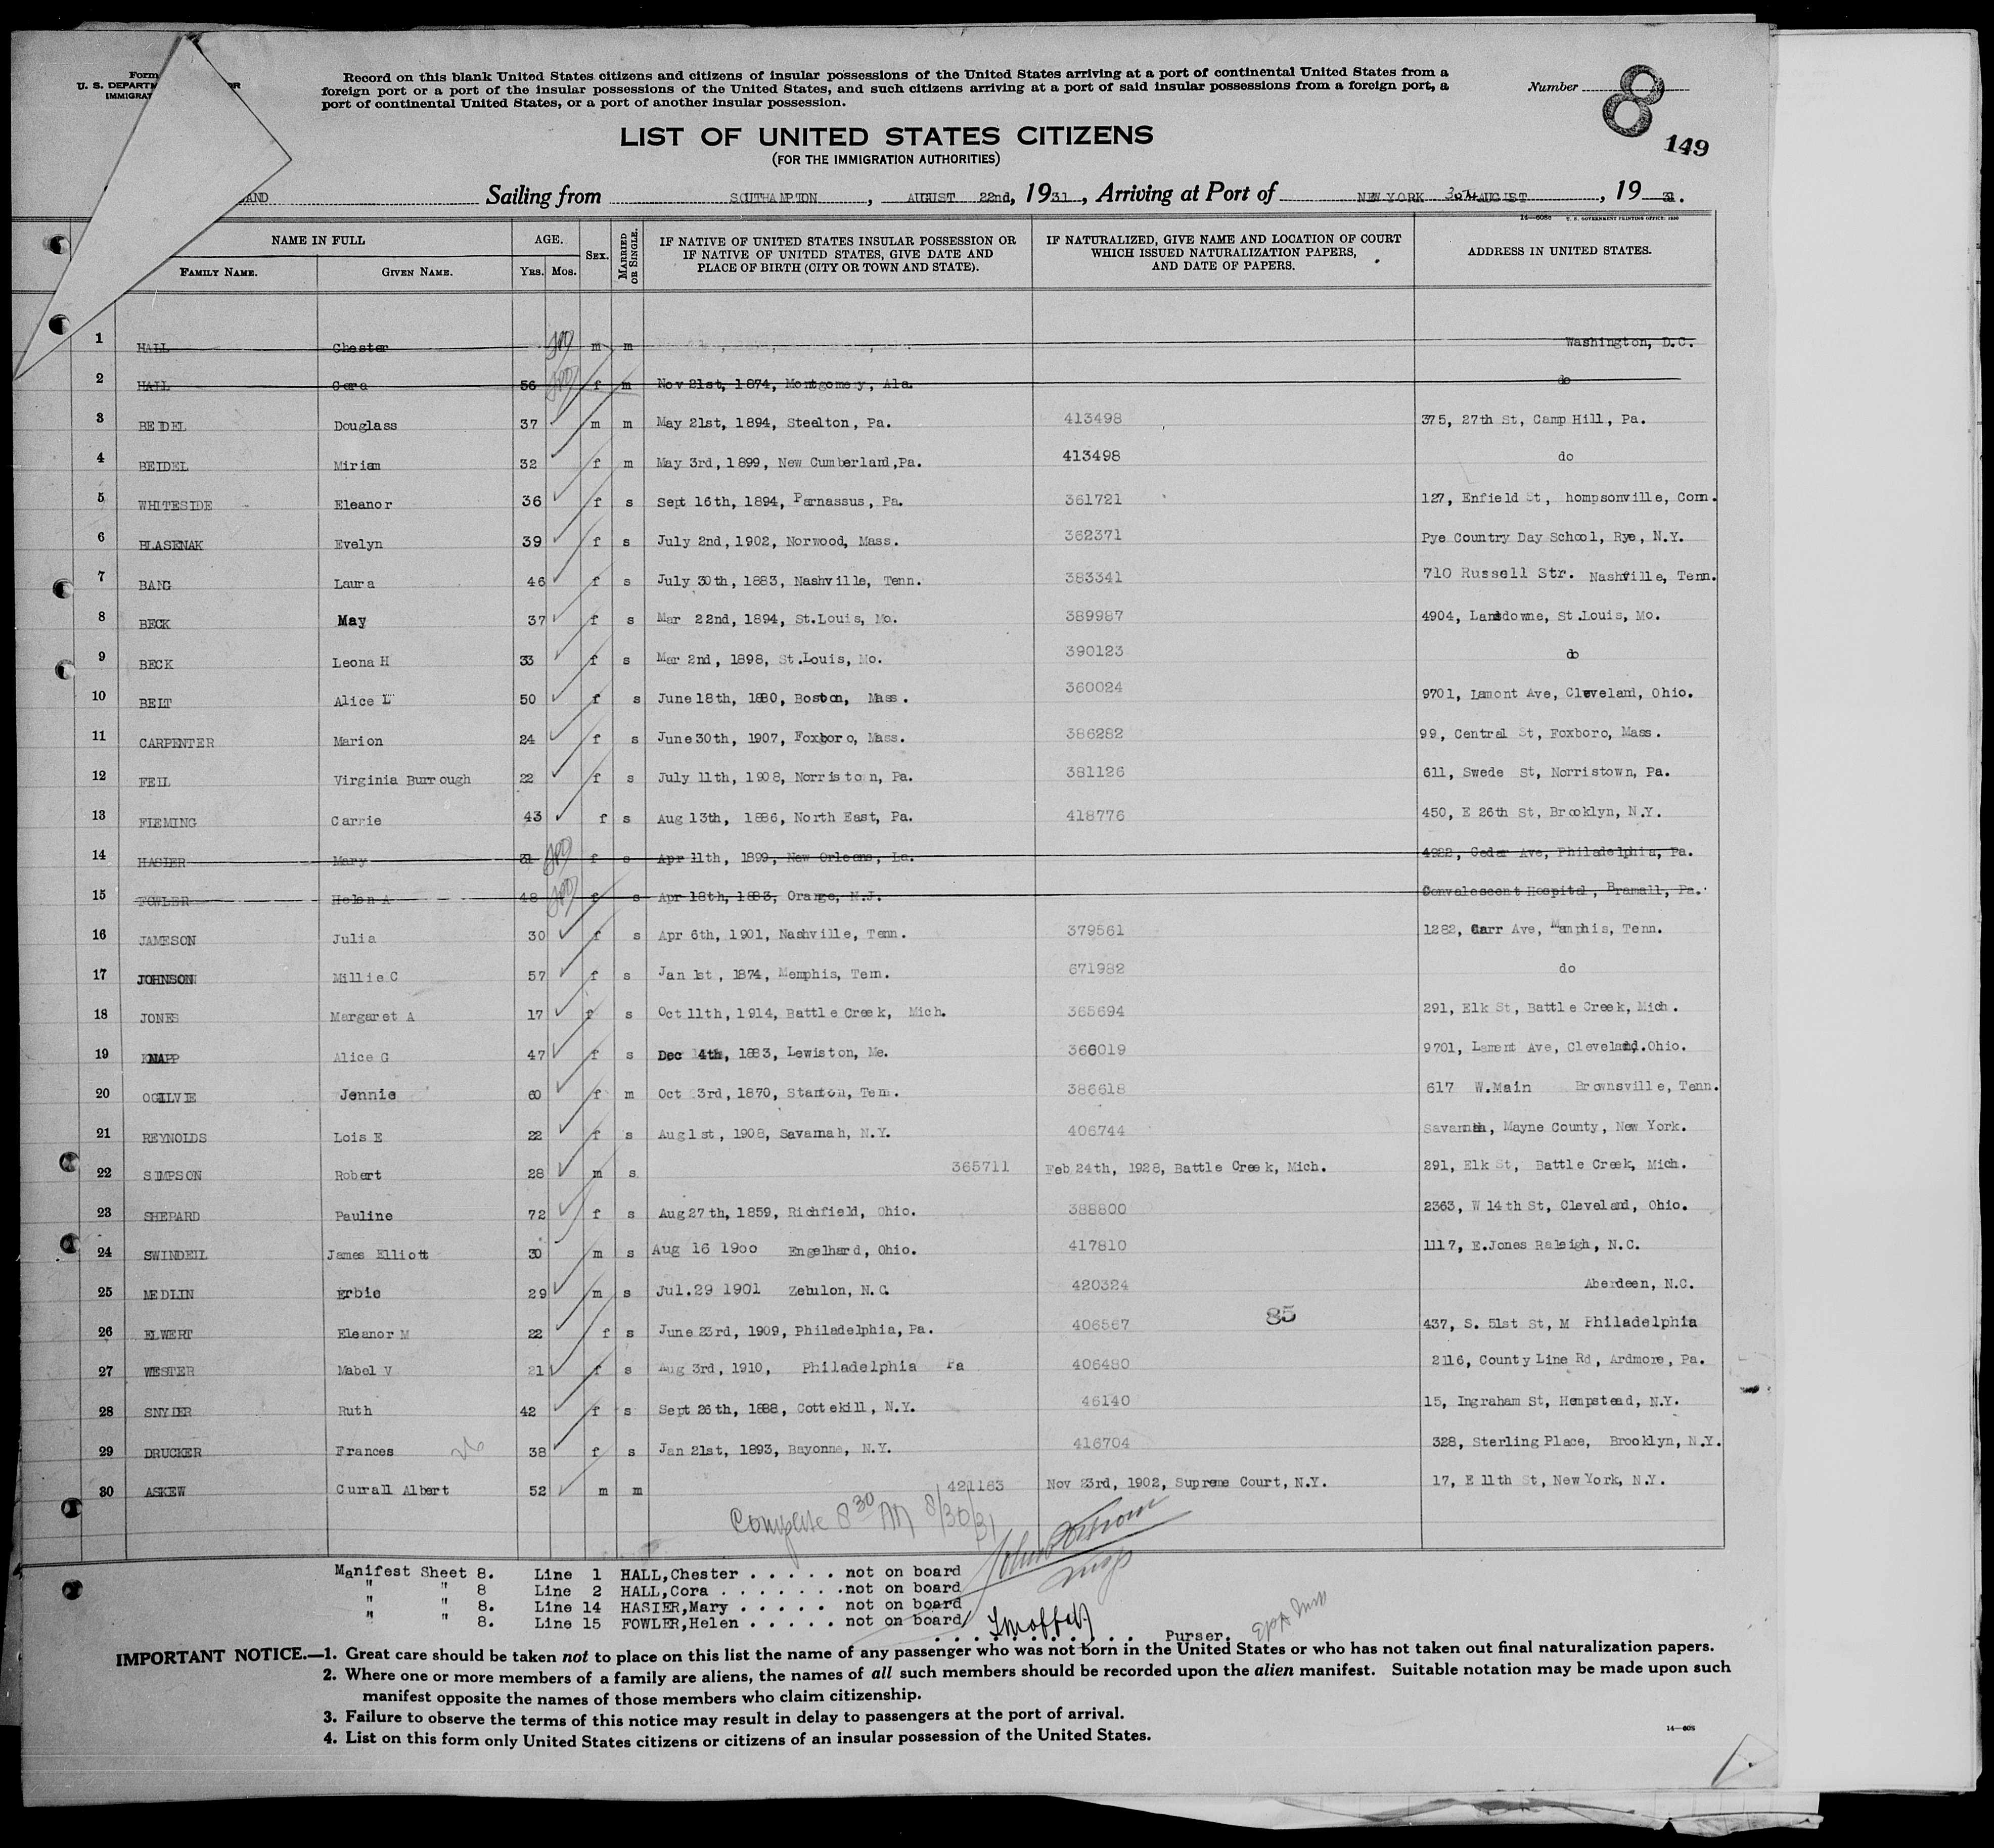 Form
U. S. DEPARTM OR
IMMIGRAT
Record on this blank United States citizens and citizens of insular possessions of the United States arriving at a port of continental United States from a
foreign port or a port of the insular possessions of the United States, and such citizens arriving at a port of said insular possessions from a foreign port, a
port of continental United States, or a port of another insular possession.
Number 8
149
LIST OF UNITED STATES CITIZENS
(FOR THE IMMIGRATION AUTHORITIES)
AND Sailing from SOUTHAMPTON, AUGUST 22nd, 1931, Arriving at Port of NEW YORK 30th AUGUST, 1931.
14—608c U. S. GOVERNMENT PRINTING OFFICE: 1930
NAME IN FULL AGE. SEX. MARRIED OR SINGLE. IF NATIVE OF UNITED STATES INSULAR POSSESSION OR IF NATIVE OF UNITED STATES, GIVE DATE AND PLACE OF BIRTH (CITY OR TOWN AND STATE). IF NATURALIZED, GIVE NAME AND LOCATION OF COURT WHICH ISSUED NATURALIZATION PAPERS, AND DATE OF PAPERS. ADDRESS IN UNITED STATES.
FAMILY NAME. GIVEN NAME. YRS. MOS.
1 HALL Chester m m Washington, D.C.
2 HALL Cora 56 f m Nov 21st, 1874, Montgomery, Ala. do
3 BEIDEL Douglass 37 m m May 21st, 1894, Steelton, Pa. 413498 375, 27th St, Camp Hill, Pa.
4 BEIDEL Miriam 32 f m May 3rd, 1899, New Cumberland,Pa. 413498 do
5 WHITESIDE Eleanor 36 f s Sept 16th, 1894, Parnassus, Pa. 361721 127, Enfield St, hompsonville, Conn.
6 BLASENAK Evelyn 39 f s July 2nd, 1902, Norwood, Mass. 362371 Pye Country Day School, Rye, N.Y.
7 BANG Laura 46 f s July 30th, 1883, Nashville, Tenn. 383341 710 Russell Str. Nashville, Tenn.
8 BECK May 37 f s Mar 22nd, 1894, St.Louis, Mo. 389987 4904, Lansdowne, St.Louis, Mo.
9 BECK Leona H 33 f s Mar 2nd, 1898, St.Louis, Mo. 390123 do
10 BELT Alice L 50 f s June 18th, 1880, Boston, Mass. 360024 9701, Lamont Ave, Cleveland, Ohio.
11 CARPENTER Marion 24 f s June 30th, 1907, Foxboro, Mass. 386282 99, Central St, Foxboro, Mass.
12 FEIL Virginia Burrough 22 f s July 11th, 1908, Norristown, Pa. 381126 611, Swede St, Norristown, Pa.
13 FLEMING Carrie 43 f s Aug 13th, 1886, North East, Pa. 418776 450, E 26th St, Brooklyn, N.Y.
14 HASIER Mary 31 f s Apr 11th, 1899, New Orleans, La. 4922, Cedar Ave, Philadelphia, Pa.
15 FOWLER Helen A 48 f s Apr 18th, 1883, Orange, N.J. Convalescent Hospital, Bramall, Pa.
16 JAMESON Julia 30 f s Apr 6th, 1901, Nashville, Tenn. 379561 1282, Carr Ave, Memphis, Tenn.
17 JOHNSON Millie C 57 f s Jan 1st, 1874, Memphis, Tenn. 671982 do
18 JONES Margaret A 17 f s Oct 11th, 1914, Battle Creek, Mich. 365694 291, Elk St, Battle Creek, Mich.
19 KNAPP Alice G 47 f s Dec 4th, 1883, Lewiston, Me. 366019 9701, Lamont Ave, Cleveland.Ohio.
20 OGILVIE Jennie 60 f m Oct 3rd, 1870, Stanton, Tenn. 386618 617 W.Main Brownsville, Tenn.
21 REYNOLDS Lois E 22 f s Aug 1st, 1908, Savannah, N.Y. 406744 Savannah, Mayne County, New York.
22 SIMPSON Robert 28 m s 365711 Feb 24th, 1928, Battle Creek, Mich. 291, Elk St, Battle Creek, Mich.
23 SHEPARD Pauline 72 f s Aug 27th, 1859, Richfield, Ohio. 388800 2363, W 14th St, Cleveland, Ohio.
24 SWINDELL James Elliott 30 m s Aug 16 1900 Engelhard, Ohio. 417810 1117, E.Jones Raleigh, N.C.
25 MEDLIN Erbie 29 m s Jul.29 1901 Zebulon, N.C. 420324 Aberdeen, N.C.
85
26 ELWERT Eleanor M 22 f s June 23rd, 1909, Philadelphia, Pa. 406567 437, S. 51st St, M Philadelphia
27 WESTER Mabel V 21 f s Aug 3rd, 1910, Philadelphia Pa 406480 2116, County Line Rd, Ardmore, Pa.
28 SNYDER Ruth 42 f s Sept 26th, 1888, Cottekill, N.Y. 46140 15, Ingraham St, Hempstead, N.Y.
29 DRUCKER Frances 26 38 f s Jan 21st, 1893, Bayonne, N.Y. 416704 328, Sterling Place, Brooklyn, N.Y.
30 ASKEW Currall Albert 52 m m 421163 Nov 23rd, 1902, Supreme Court, N.Y. 17, E 11th St, New York, N.Y.
Complete 8 30 AM 8/30/31
Manifest Sheet 8. Line 1 HALL,Chester . . . . . not on board
" " 8 Line 2 HALL,Cora . . . . . . .not on board
" " 8. Line 14 HASIER,Mary . . . . . not on board
" " 8. Line 15 FOWLER,Helen . . . . . not on board
Insp
Purser.
IMPORTANT NOTICE.—1. Great care should be taken not to place on this list the name of any passenger who was not born in the United States or who has not taken out final naturalization papers.
2. Where one or more members of a family are aliens, the names of all such members should be recorded upon the alien manifest. Suitable notation may be made upon such
manifest opposite the names of those members who claim citizenship.
3. Failure to observe the terms of this notice may result in delay to passengers at the port of arrival.
4. List on this form only United States citizens or citizens of an insular possession of the United States.
14—608